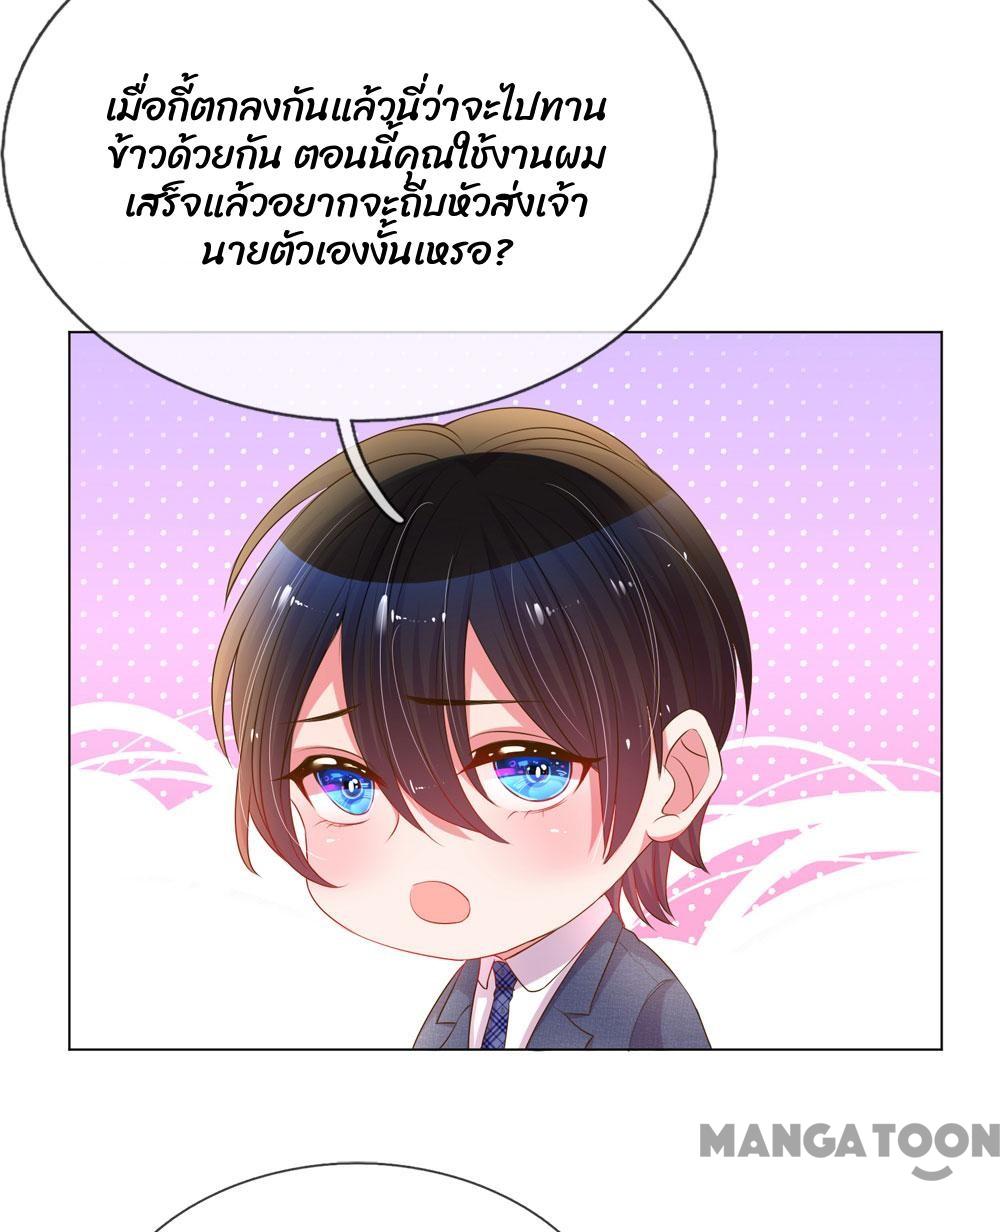 เมื่อกี้ตกลงกันแล้วนี่ว่าจะไปทาน
ข้าวด้วยกัน ตอนนี้คุณใช้งานผม
เสร็จแล้วอยากจะถีบหัวส่งเจ้า
นายตัวเองงั้นเหรอ?
MANGATOON